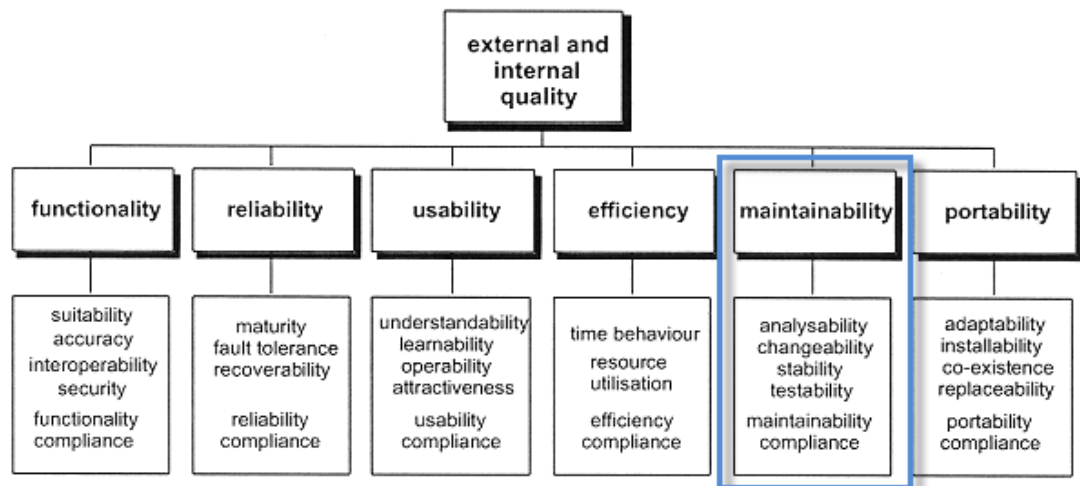 external and
internal
quality
functionality
reliability
usability
efficiency
maintainability
portability
suitability
accuracy
interoperability
security
functionality
compliance
maturity
fault tolerance
recoverability
reliability
compliance
understandability
learnability
operability
attractiveness
usability
compliance
time behaviour
resource
utilisation
efficiency
compliance
analysability
changeability
stability
testability
maintainability
compliance
adaptability
installability
co-existence
replaceability
portability
compliance